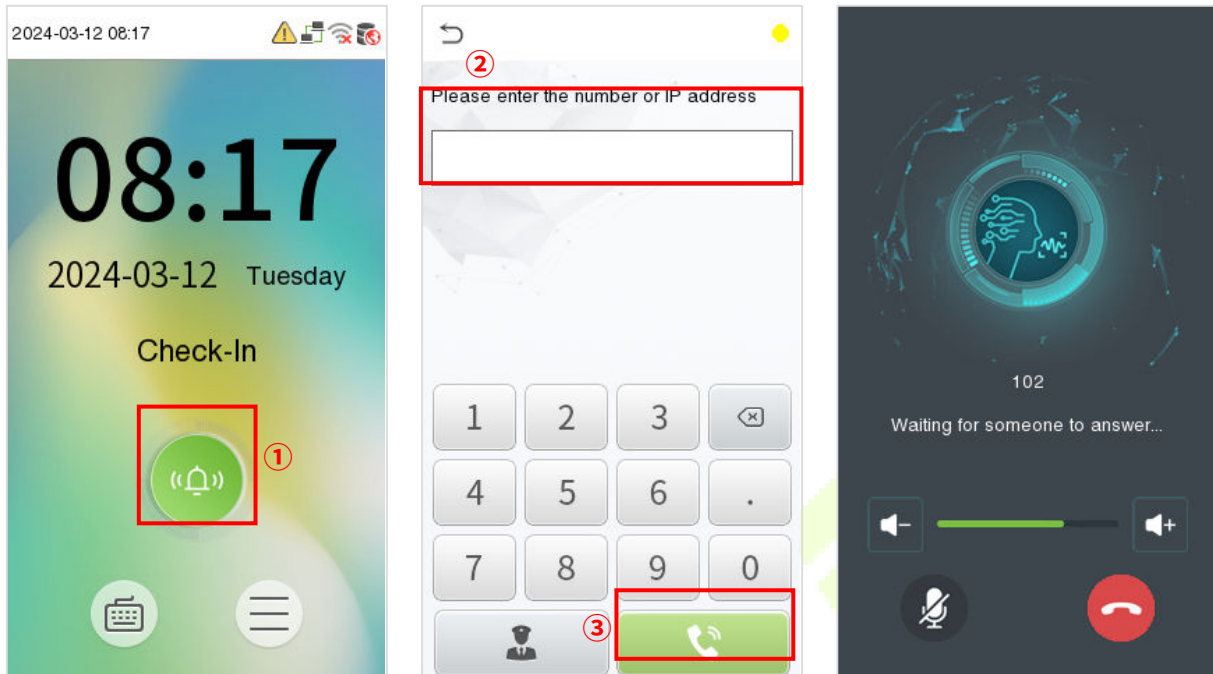 2024-03-12 08:17
08:17
2024-03-12 Tuesday
Check-In
①
②
Please enter the number or IP address
1 2 3
4 5 6 .
7 8 9 0
③
102
Waiting for someone to answer...